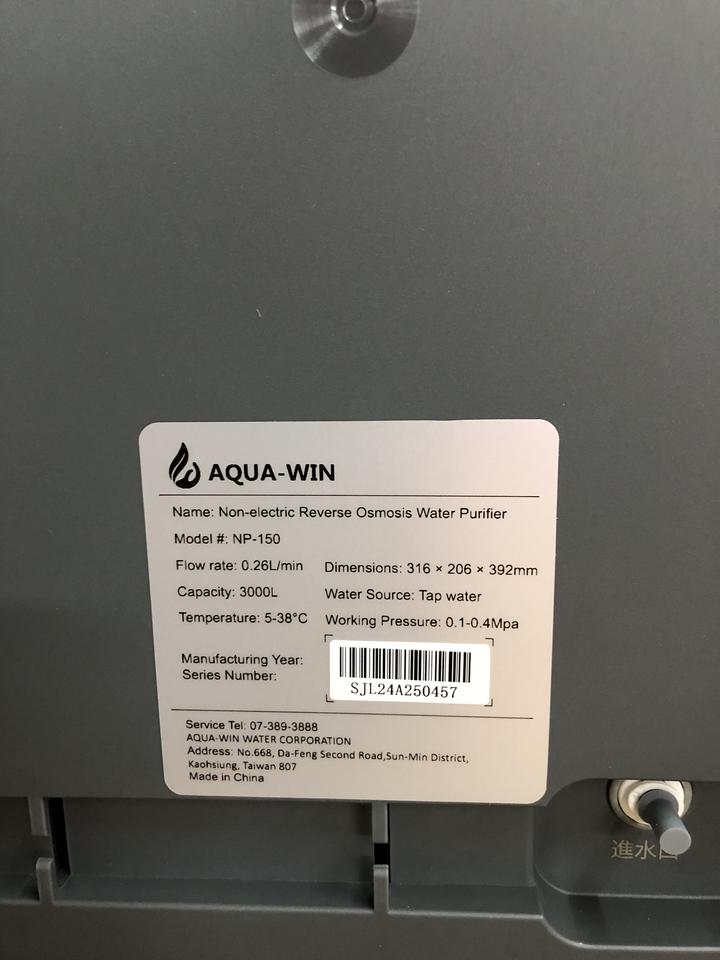 AQUA-WIN
Name: Non-electric Reverse Osmosis Water Purifier
Model #: NP-150
Flow rate: 0.26L/min Dimensions: 316 × 206 × 392mm
Capacity: 3000L Water Source: Tap water
Temperature: 5-38°C Working Pressure: 0.1-0.4Mpa
Manufacturing Year:
Series Number:
SJL24A250457
Service Tel: 07-389-3888
AQUA-WIN WATER CORPORATION
Address: No.668, Da-Feng Second Road,Sun-Min District,
Kaohsiung, Taiwan 807
Made in China
進水